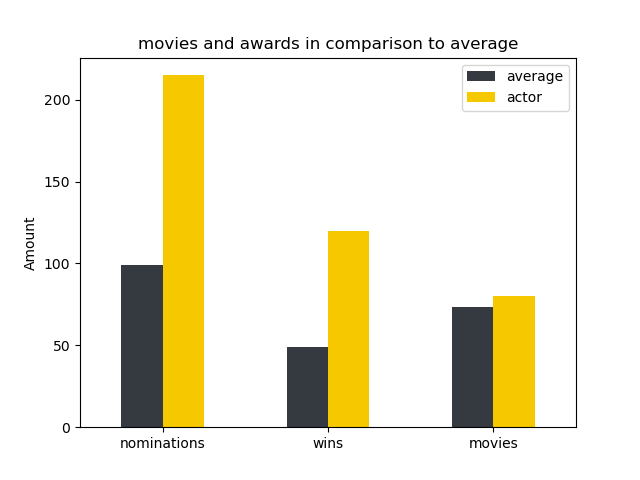 movies and awards in comparison to average
average
actor
Amount
200
150
100
50
0
nominations wins movies